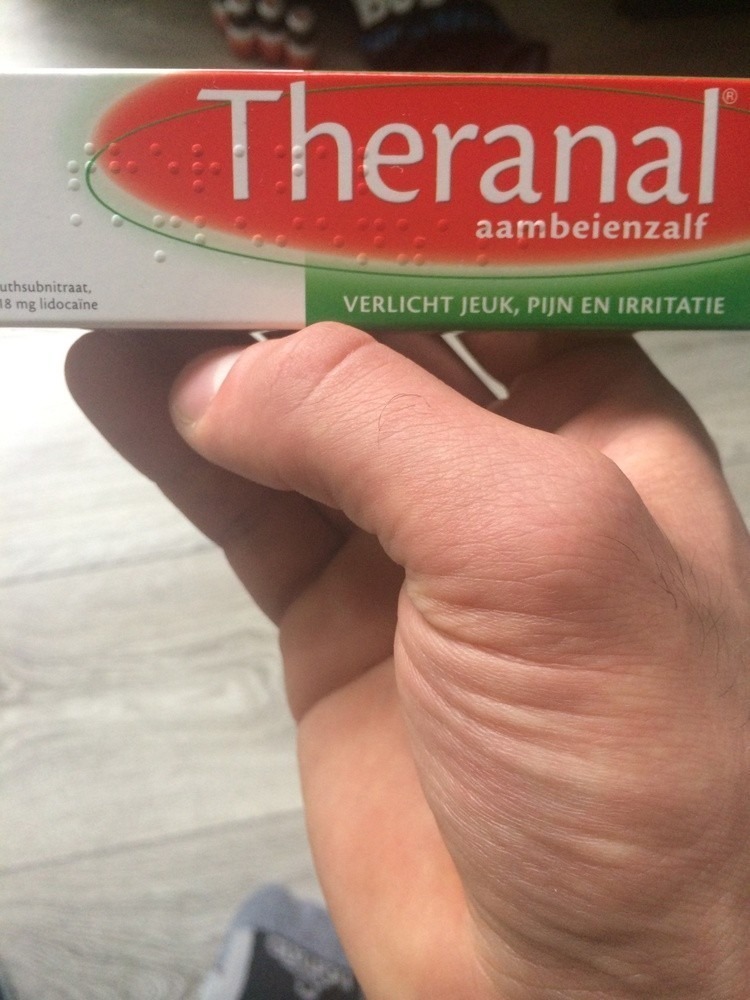 Theranal®
aambeienzalf
uthsubnitraat,
18 mg lidocaïne
VERLICHT JEUK, PIJN EN IRRITATIE